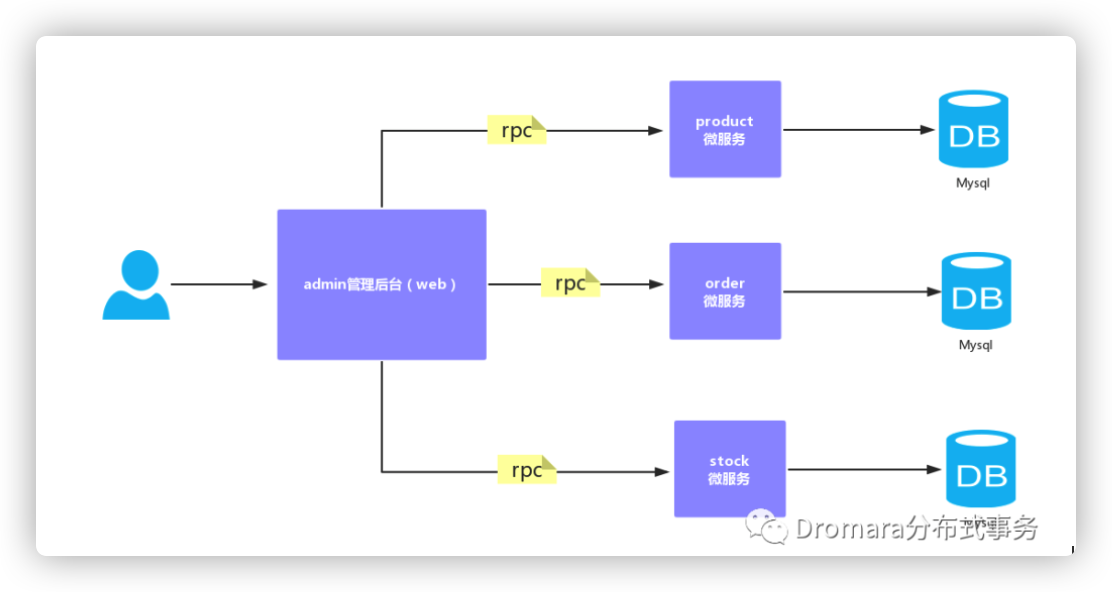 rpc
product
微服务
DB
Mysql
admin管理后台（web）
rpc
order
微服务
DB
Mysql
rpc
stock
微服务
DB
Mysql
Dromara分布式事务